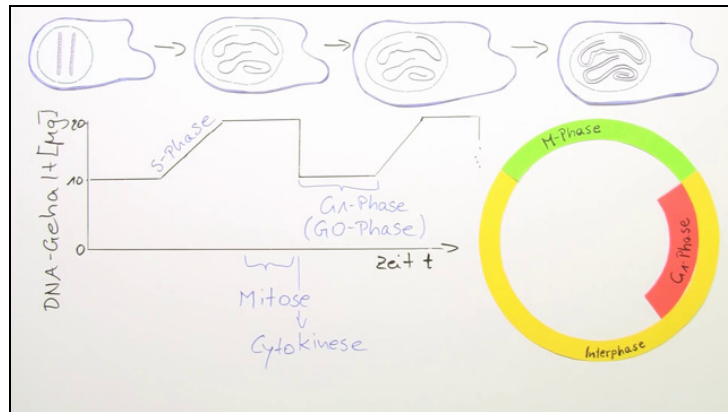 DNA-Gehalt [µg]
20
10
0
S-Phase
G1-Phase
(G0-Phase)
Zeit t
Mitose
Cytokinese
M-Phase
G1-Phase
Interphase